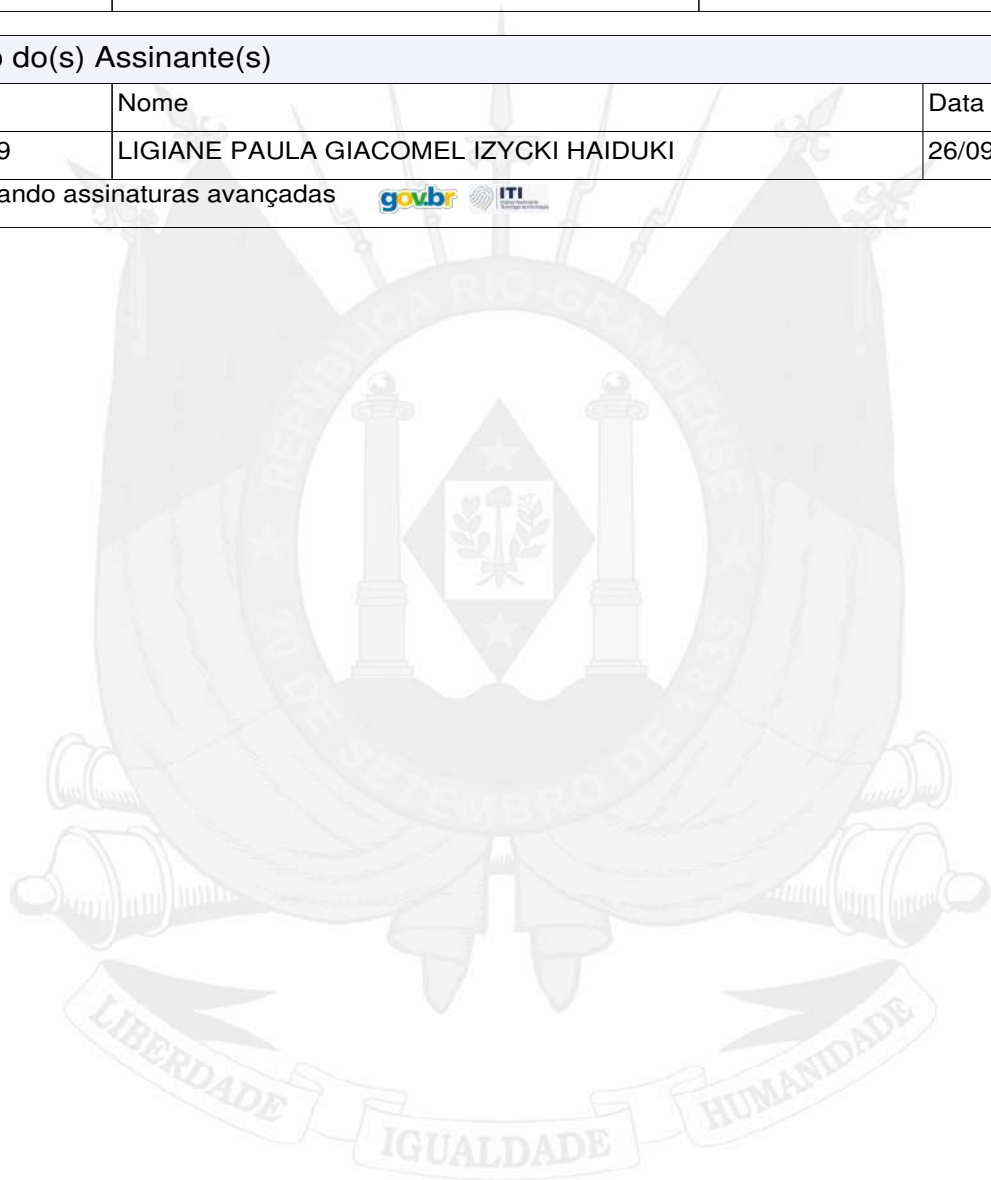 o do(s) Assinante(s)
Nome
Data
9
LIGIANE PAULA GIACOMEL IZYCKI HAIDUKI
26/09
ando assinaturas avançadas
gov.br
ITI
REPÚBLICA RIO-GRANDENSE
20 DE SETEMBRO DE 1835
LIBERDADE
IGUALDADE
HUMANIDADE